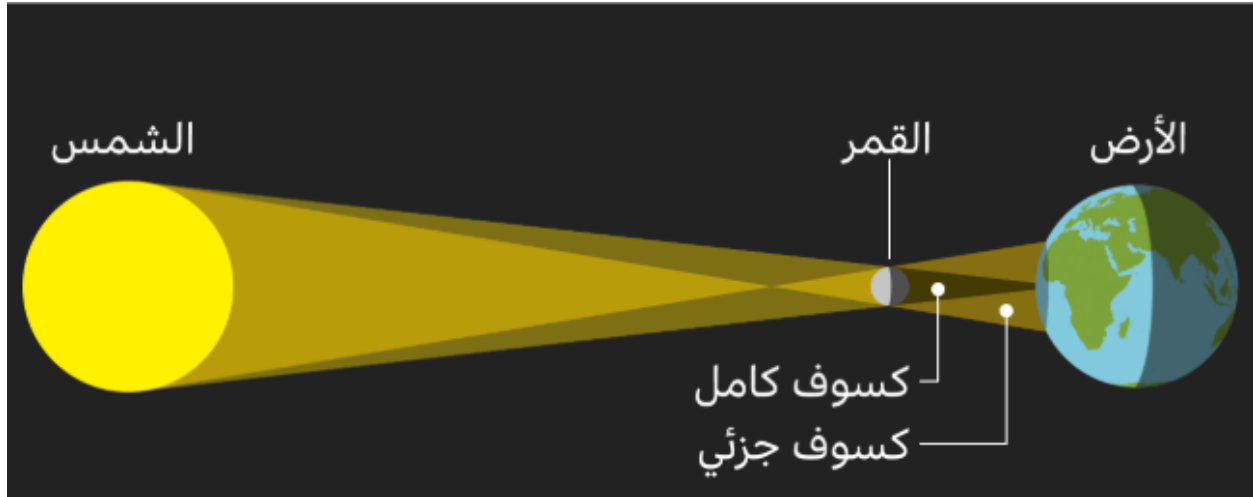 الأرض
القمر
الشمس
كسوف كامل
كسوف جزئي